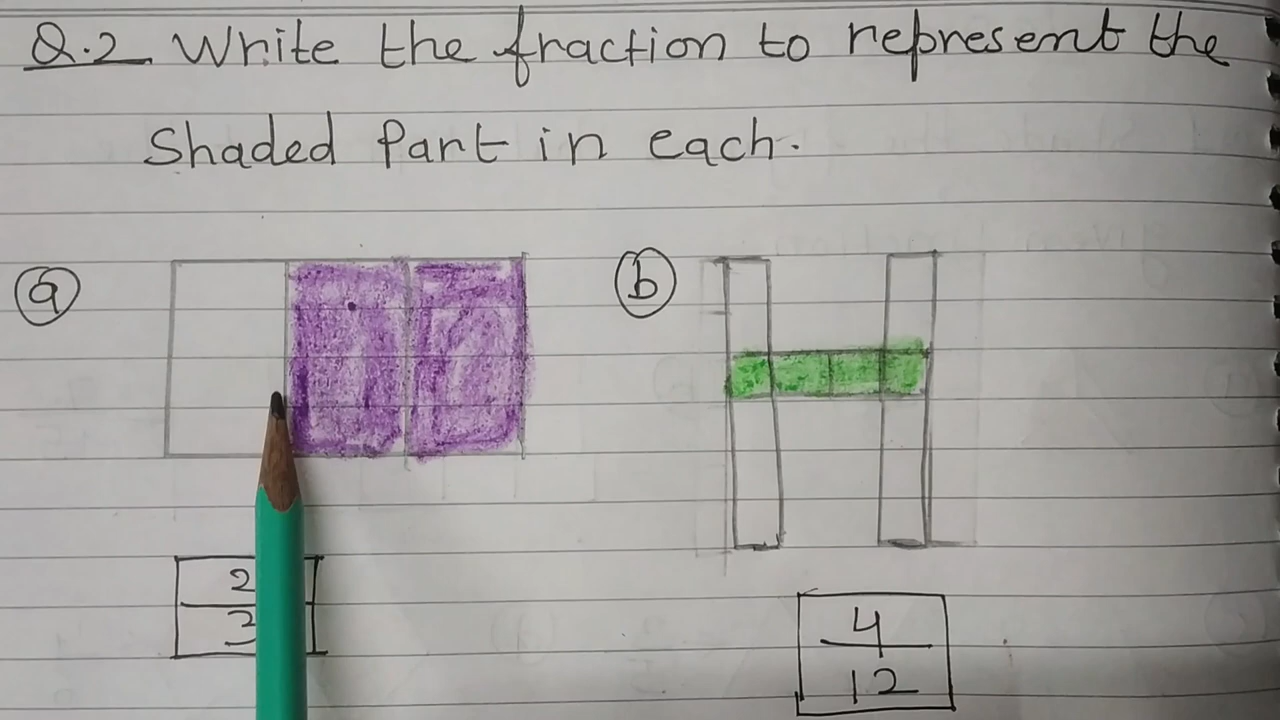 Q.2. Write the fraction to represent the
Shaded Part in each.
a
b
2
3
4
12